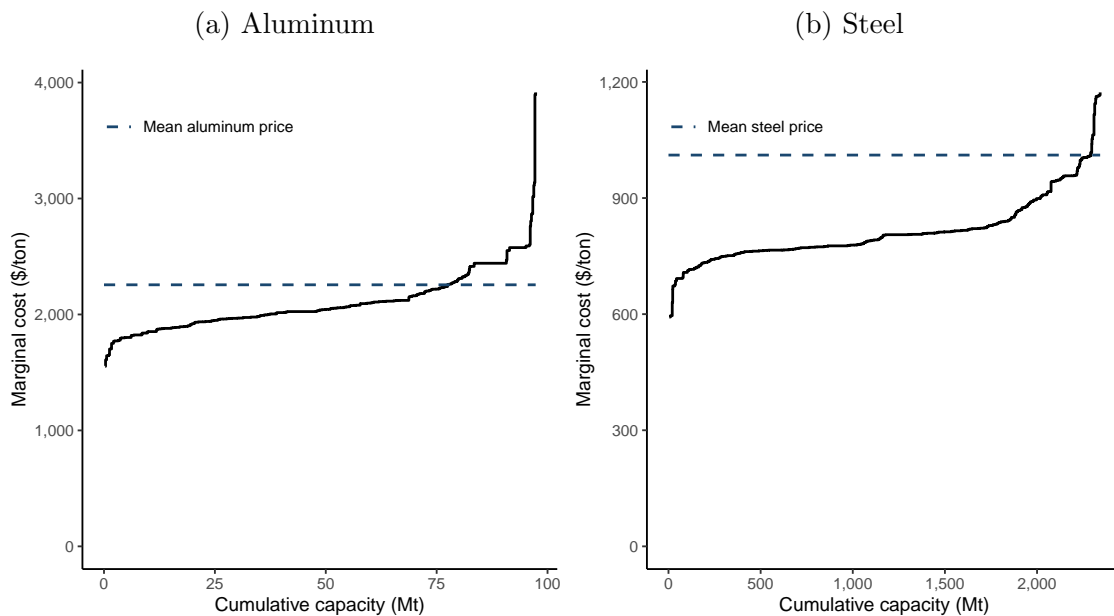 (a) Aluminum
4,000
3,000
2,000
1,000
0
Marginal cost ($/ton)
Mean aluminum price
0 25 50 75 100
Cumulative capacity (Mt)
(b) Steel
1,200
900
600
300
0
Marginal cost ($/ton)
Mean steel price
0 500 1,000 1,500 2,000
Cumulative capacity (Mt)